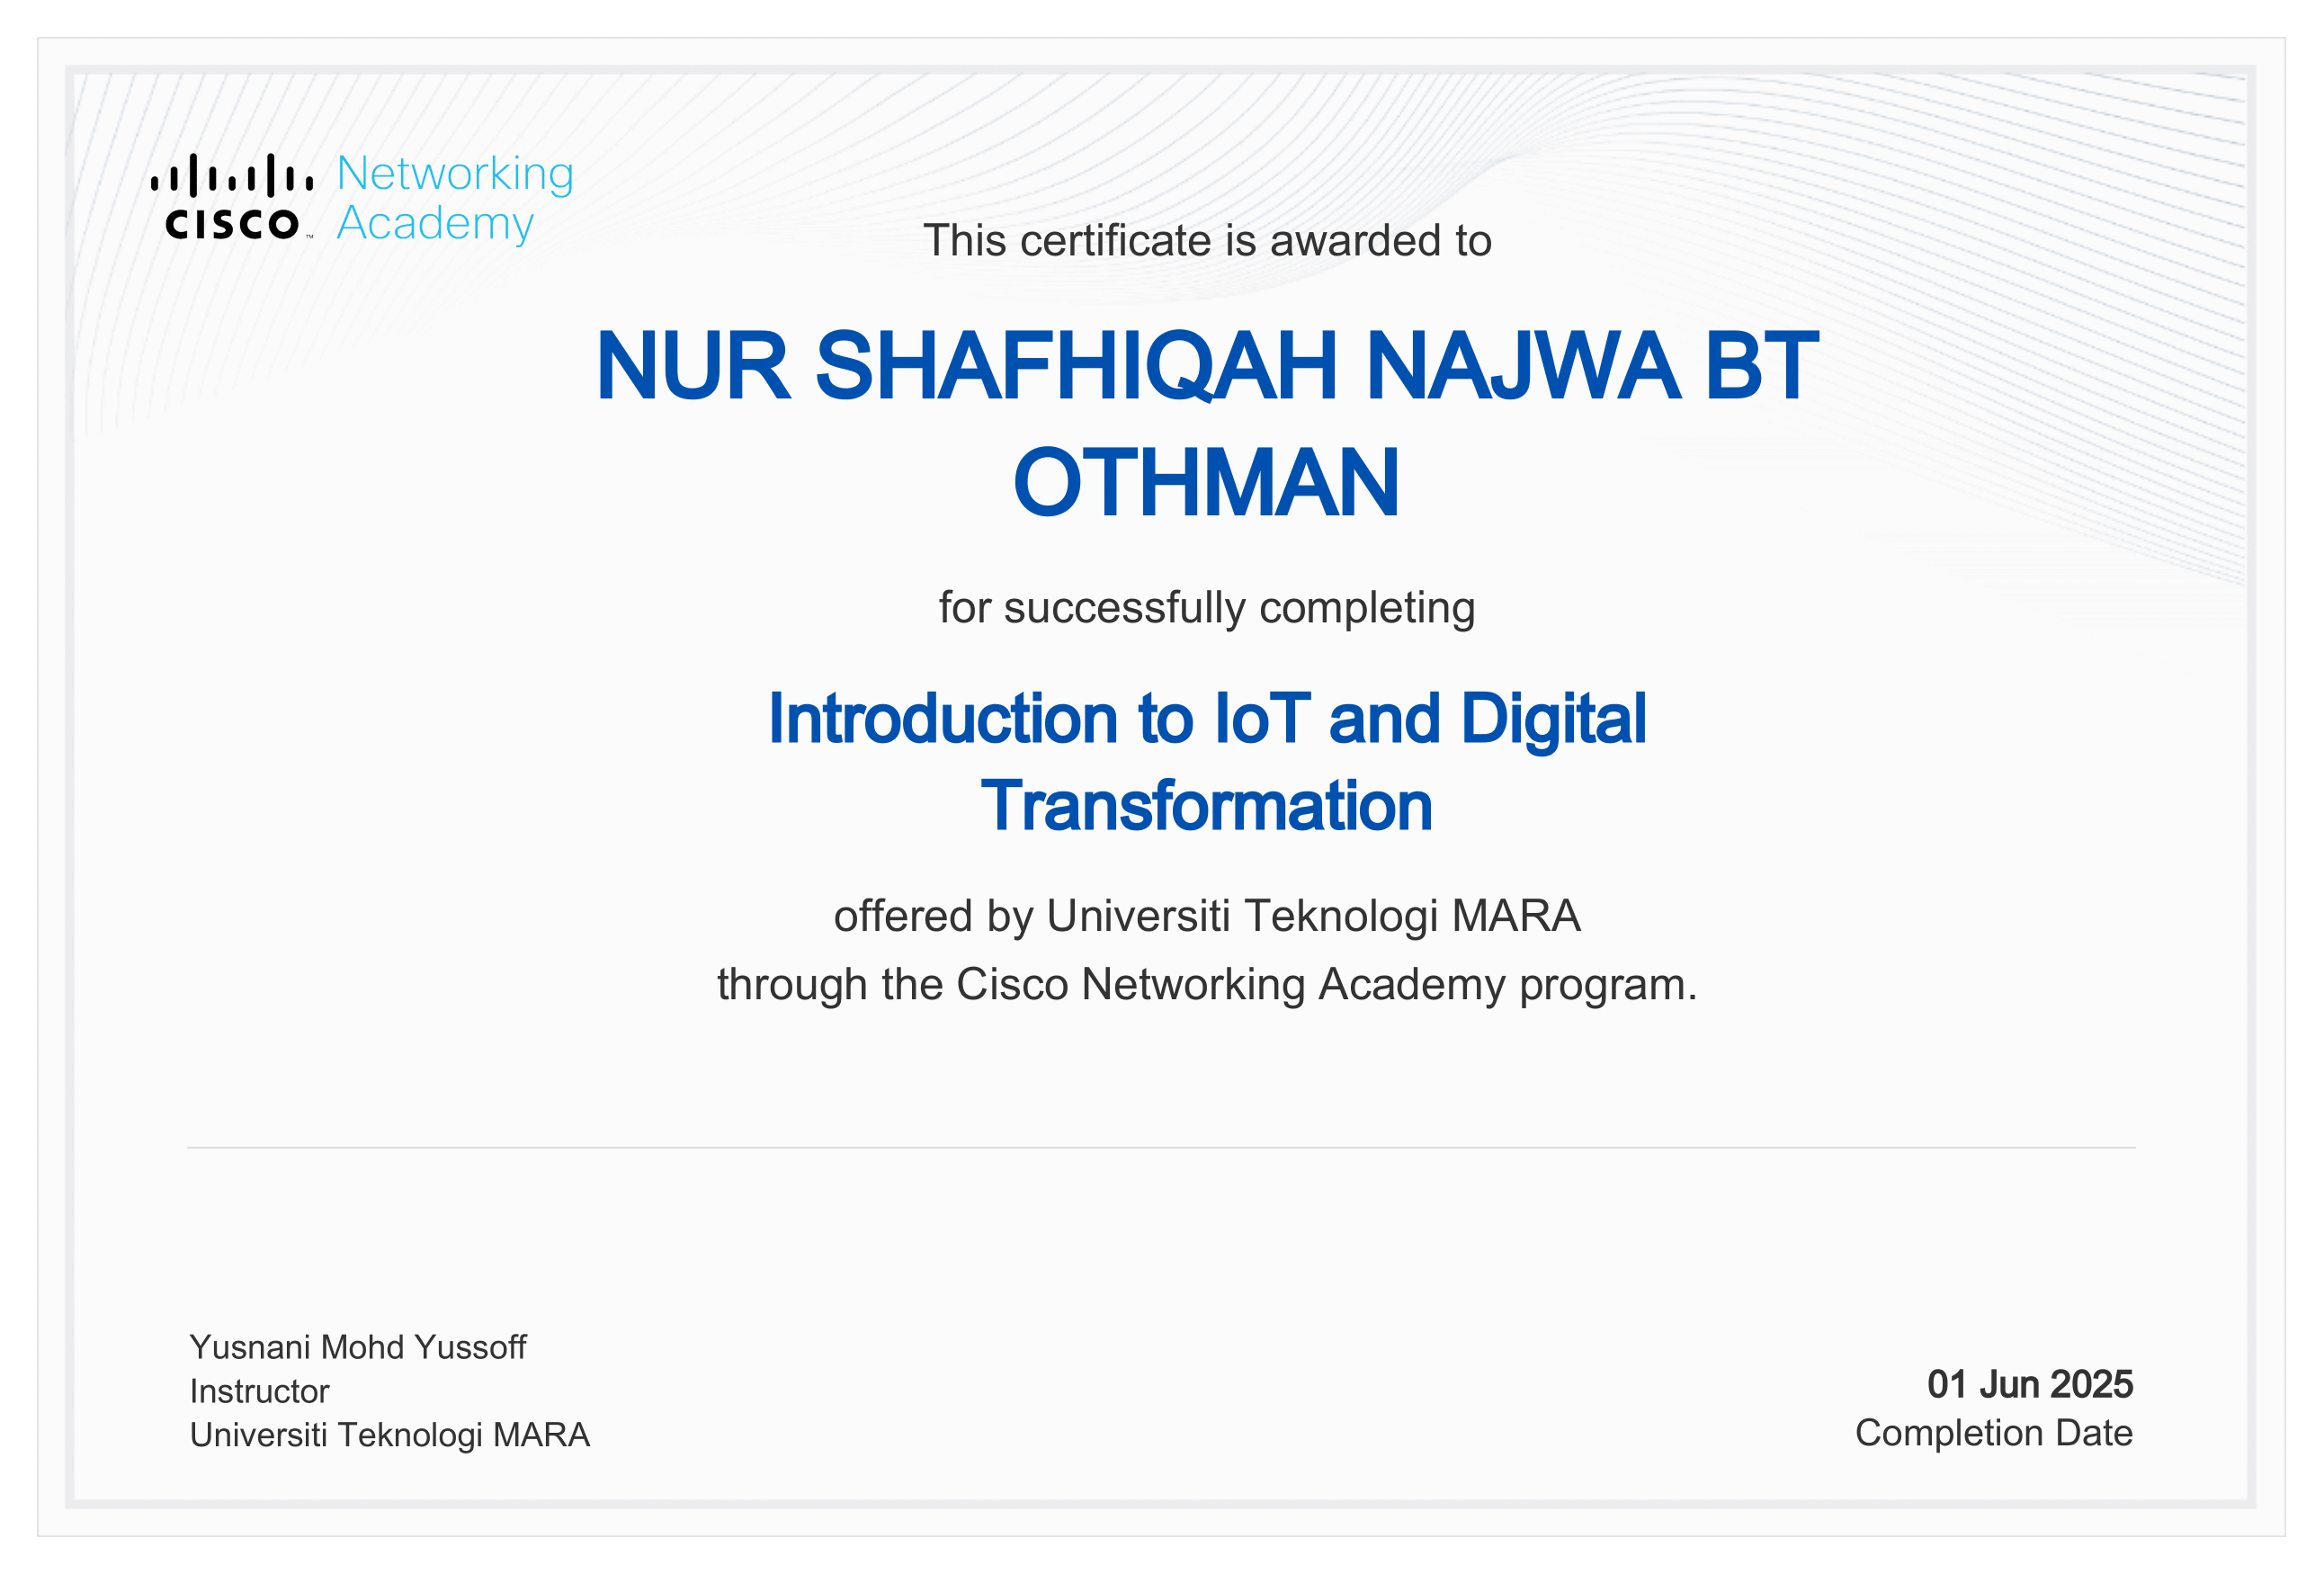 Networking
Academy
CISCO ™
This certificate is awarded to
NUR SHAFHIQAH NAJWA BT
OTHMAN
for successfully completing
Introduction to IoT and Digital
Transformation
offered by Universiti Teknologi MARA
through the Cisco Networking Academy program.
Yusnani Mohd Yussoff
Instructor
Universiti Teknologi MARA
01 Jun 2025
Completion Date